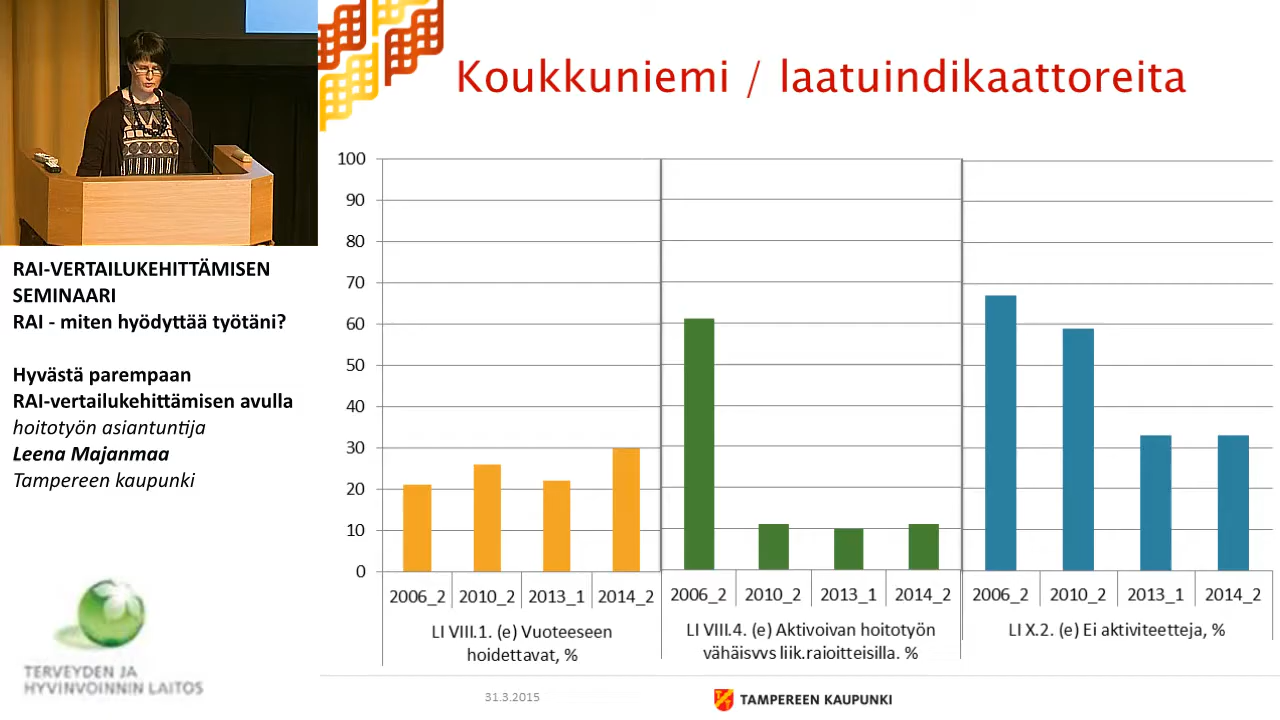 Koukkuniemi / laatuindikaattoreita
RAI-VERTAILUKEHITTÄMISEN
SEMINAARI
RAI - miten hyödyttää työtäni?
Hyvästä parempaan
RAI-vertailukehittämisen avulla
hoitotyön asiantuntija
Leena Majanmaa
Tampereen kaupunki
TERVEYDEN JA
HYVINVOINNIN LAITOS
100
90
80
70
60
50
40
30
20
10
0
2006_2 2010_2 2013_1 2014_2
LI VIII.1. (e) Vuoteeseen
hoidettavat, %
2006_2 2010_2 2013_1 2014_2
LI VIII.4. (e) Aktivoivan hoitotyön
vähäisyys liik.rajoitteisilla. %
2006_2 2010_2 2013_1 2014_2
LI X.2. (e) Ei aktiviteetteja, %
31.3.2015
TAMPEREEN KAUPUNKI